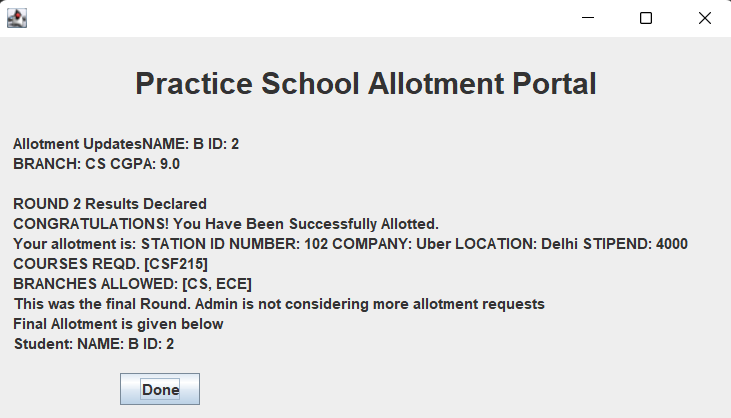 Practice School Allotment Portal
Allotment UpdatesNAME: B ID: 2
BRANCH: CS CGPA: 9.0
ROUND 2 Results Declared
CONGRATULATIONS! You Have Been Successfully Allotted.
Your allotment is: STATION ID NUMBER: 102 COMPANY: Uber LOCATION: Delhi STIPEND: 4000
COURSES REQD. [CSF215]
BRANCHES ALLOWED: [CS, ECE]
This was the final Round. Admin is not considering more allotment requests
Final Allotment is given below
Student: NAME: B ID: 2
Done